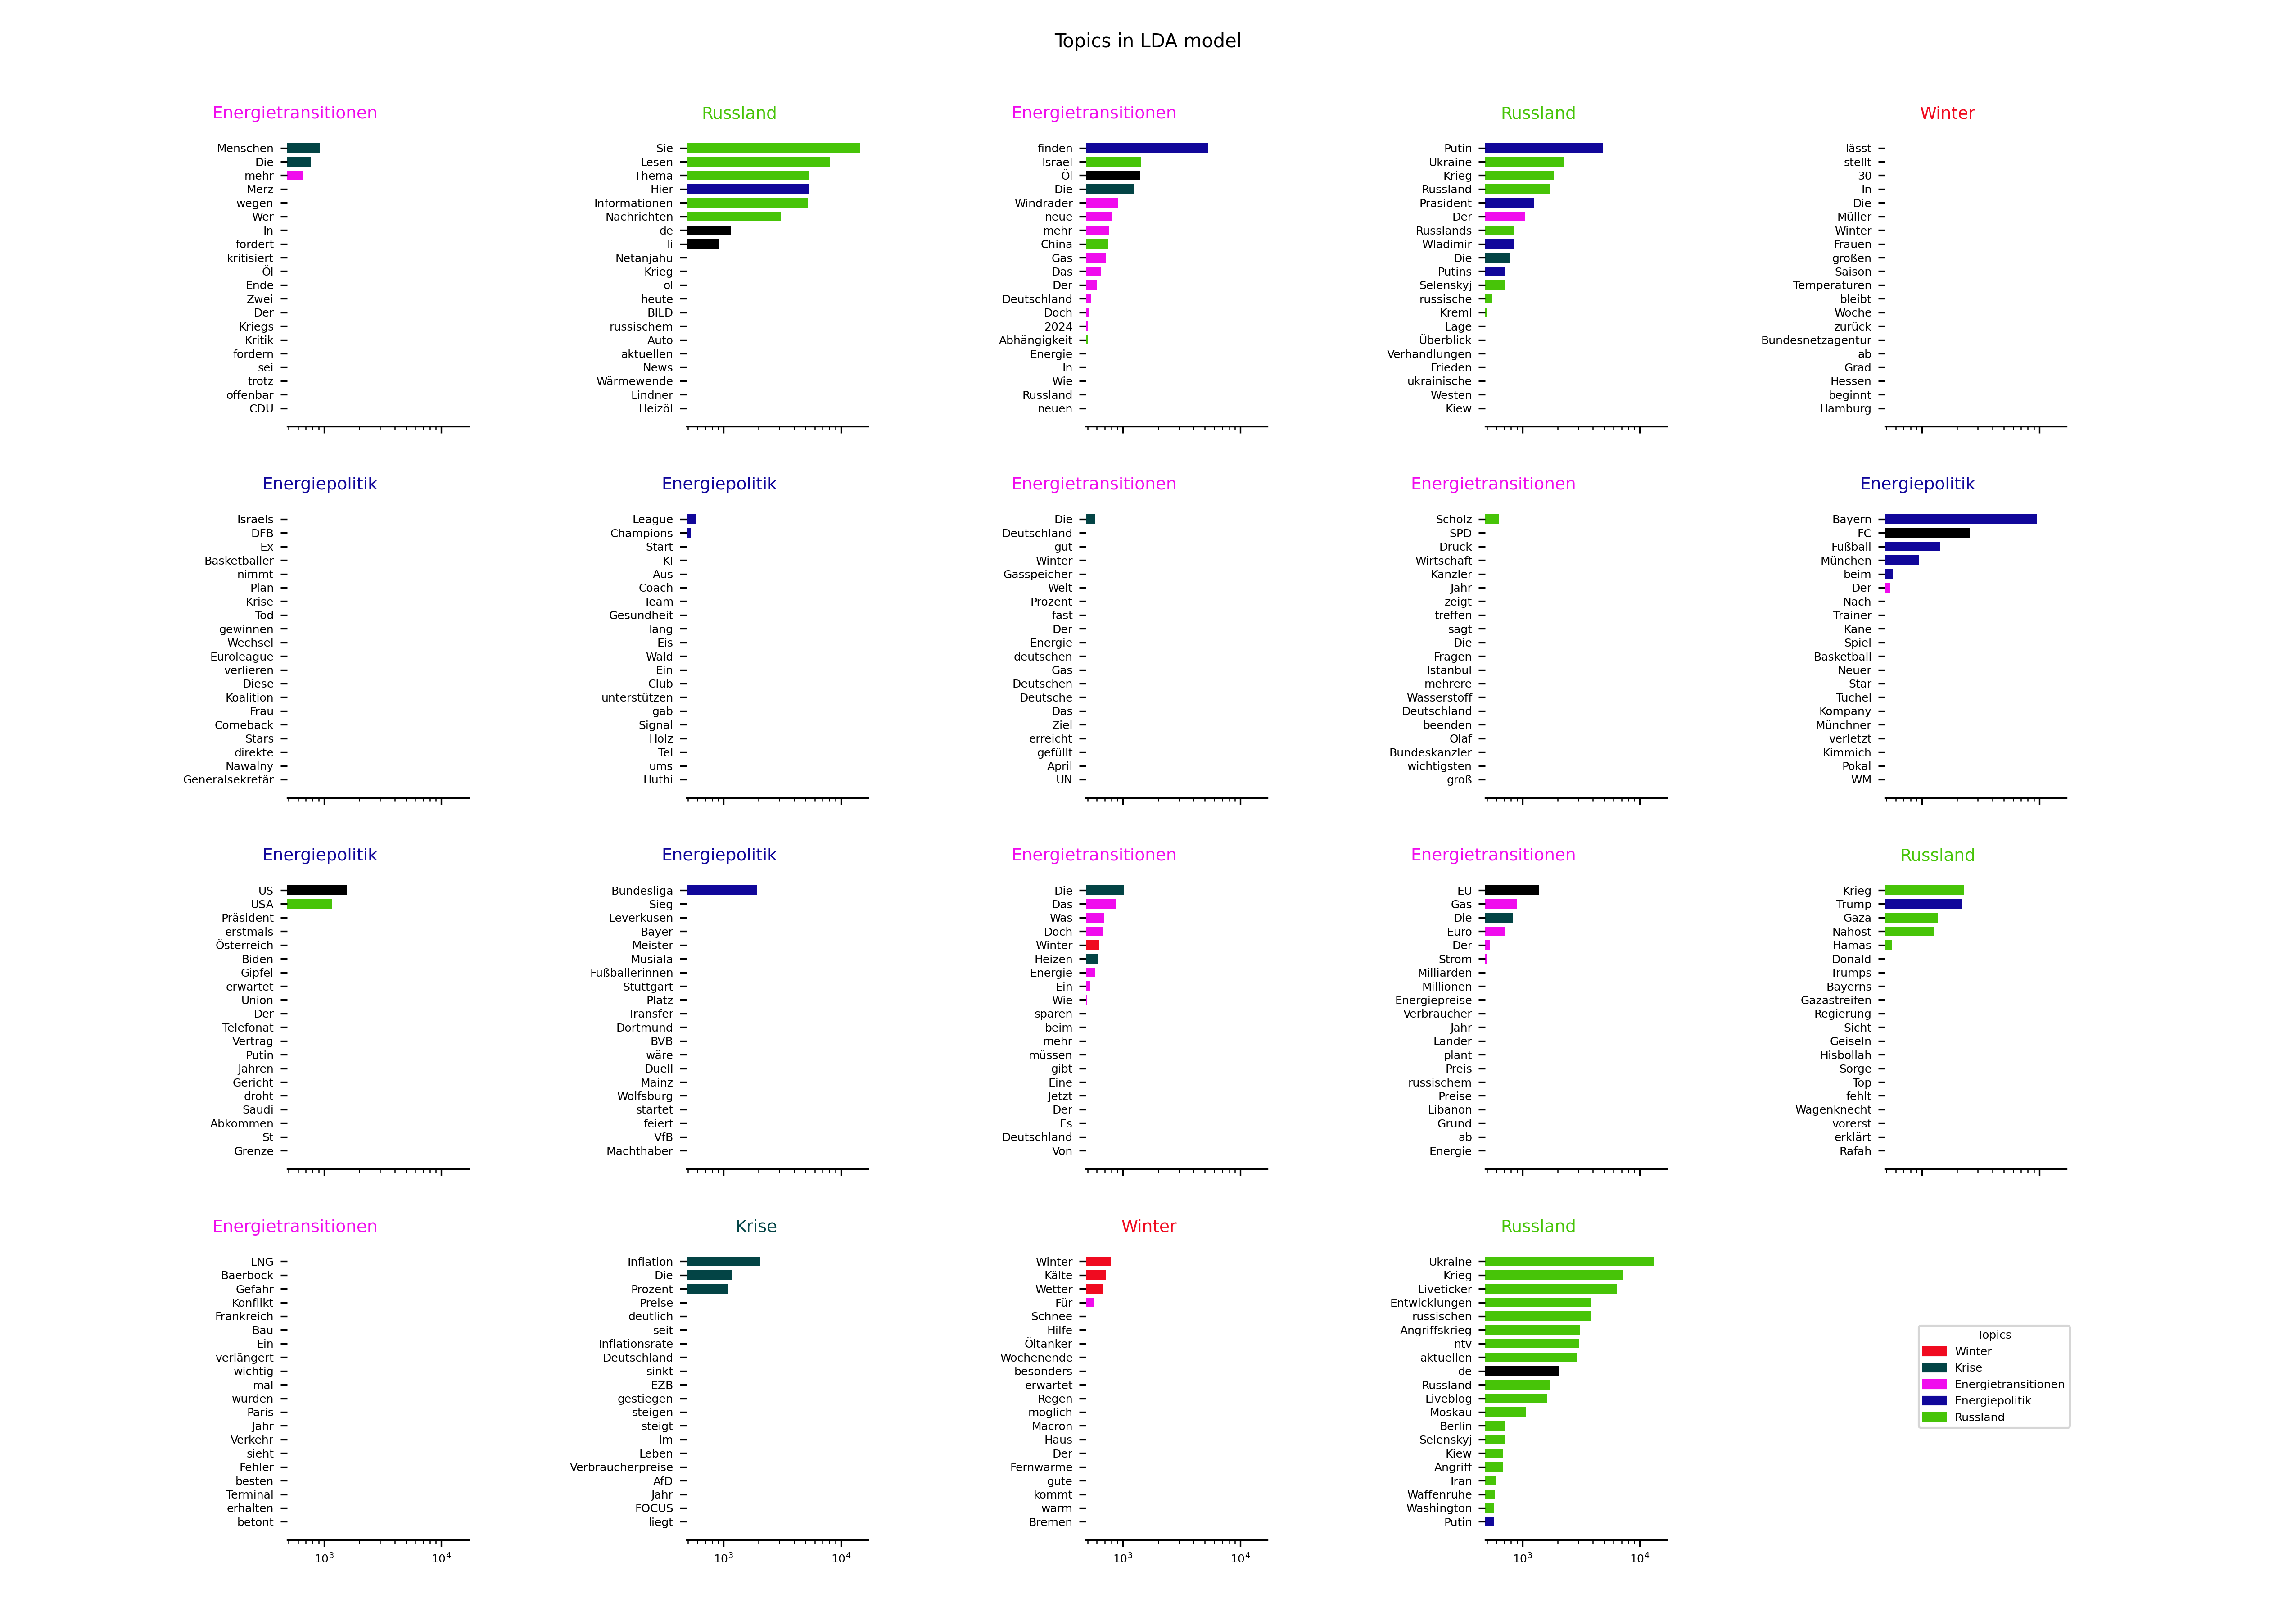 Topics in LDA model
Energietransitionen
Menschen
Die
mehr
Merz
wegen
Wer
In
fordert
kritisiert
Öl
Ende
Zwei
Der
Kriegs
Kritik
fordern
sei
trotz
offenbar
CDU
Russland
Sie
Lesen
Thema
Hier
Informationen
Nachrichten
de
li
Netanjahu
Krieg
ol
heute
BILD
russischem
Auto
aktuellen
News
Wärmewende
Lindner
Heizöl
Energietransitionen
finden
Israel
Öl
Die
Windräder
neue
mehr
China
Gas
Das
Der
Deutschland
Doch
2024
Abhängigkeit
Energie
In
Wie
Russland
neuen
Russland
Putin
Ukraine
Krieg
Russland
Präsident
Der
Russlands
Wladimir
Die
Putins
Selenskyj
russische
Kreml
Lage
Überblick
Verhandlungen
Frieden
ukrainische
Westen
Kiew
Winter
lässt
stellt
30
In
Die
Müller
Winter
Frauen
großen
Saison
Temperaturen
bleibt
Woche
zurück
Bundesnetzagentur
ab
Grad
Hessen
beginnt
Hamburg
Energiepolitik
Israels
DFB
Ex
Basketballer
nimmt
Plan
Krise
Tod
gewinnen
Wechsel
Euroleague
verlieren
Diese
Koalition
Frau
Comeback
Stars
direkte
Nawalny
Generalsekretär
Energiepolitik
League
Champions
Start
KI
Aus
Coach
Team
Gesundheit
lang
Eis
Wald
Ein
Club
unterstützen
gab
Signal
Holz
Tel
ums
Huthi
Energietransitionen
Die
Deutschland
gut
Winter
Gasspeicher
Welt
Prozent
fast
Der
Energie
deutschen
Gas
Deutschen
Deutsche
Das
Ziel
erreicht
gefüllt
April
UN
Energietransitionen
Scholz
SPD
Druck
Wirtschaft
Kanzler
Jahr
zeigt
treffen
sagt
Die
Fragen
Istanbul
mehrere
Wasserstoff
Deutschland
beenden
Olaf
Bundeskanzler
wichtigsten
groß
Energiepolitik
Bayern
FC
Fußball
München
beim
Der
Nach
Trainer
Kane
Spiel
Basketball
Neuer
Star
Tuchel
Kompany
Münchner
verletzt
Kimmich
Pokal
WM
Energiepolitik
US
USA
Präsident
erstmals
Österreich
Biden
Gipfel
erwartet
Union
Der
Telefonat
Vertrag
Putin
Jahren
Gericht
droht
Saudi
Abkommen
St
Grenze
Energiepolitik
Bundesliga
Sieg
Leverkusen
Bayer
Meister
Musiala
Fußballerinnen
Stuttgart
Platz
Transfer
Dortmund
BVB
wäre
Duell
Mainz
Wolfsburg
startet
feiert
VfB
Machthaber
Energietransitionen
Die
Das
Was
Doch
Winter
Heizen
Energie
Ein
Wie
sparen
beim
mehr
müssen
gibt
Eine
Jetzt
Der
Es
Deutschland
Von
Energietransitionen
EU
Gas
Die
Euro
Der
Strom
Milliarden
Millionen
Energiepreise
Verbraucher
Jahr
Länder
plant
Preis
russischem
Preise
Libanon
Grund
ab
Energie
Russland
Krieg
Trump
Gaza
Nahost
Hamas
Donald
Trumps
Bayerns
Gazastreifen
Regierung
Sicht
Geiseln
Hisbollah
Sorge
Top
fehlt
Wagenknecht
vorerst
erklärt
Rafah
Energietransitionen
LNG
Baerbock
Gefahr
Konflikt
Frankreich
Bau
Ein
verlängert
wichtig
mal
wurden
Paris
Jahr
Verkehr
sieht
Fehler
besten
Terminal
erhalten
betont
10³ 10⁴
Krise
Inflation
Die
Prozent
Preise
deutlich
seit
Inflationsrate
Deutschland
sinkt
EZB
gestiegen
steigen
steigt
Im
Leben
Verbraucherpreise
AfD
Jahr
FOCUS
liegt
10³ 10⁴
Winter
Winter
Kälte
Wetter
Für
Schnee
Hilfe
Öltanker
Wochenende
besonders
erwartet
Regen
möglich
Macron
Haus
Der
Fernwärme
gute
kommt
warm
Bremen
10³ 10⁴
Russland
Ukraine
Krieg
Liveticker
Entwicklungen
russischen
Angriffskrieg
ntv
aktuellen
de
Russland
Liveblog
Moskau
Berlin
Selenskyj
Kiew
Angriff
Iran
Waffenruhe
Washington
Putin
10³ 10⁴
Topics
Winter
Krise
Energietransitionen
Energiepolitik
Russland